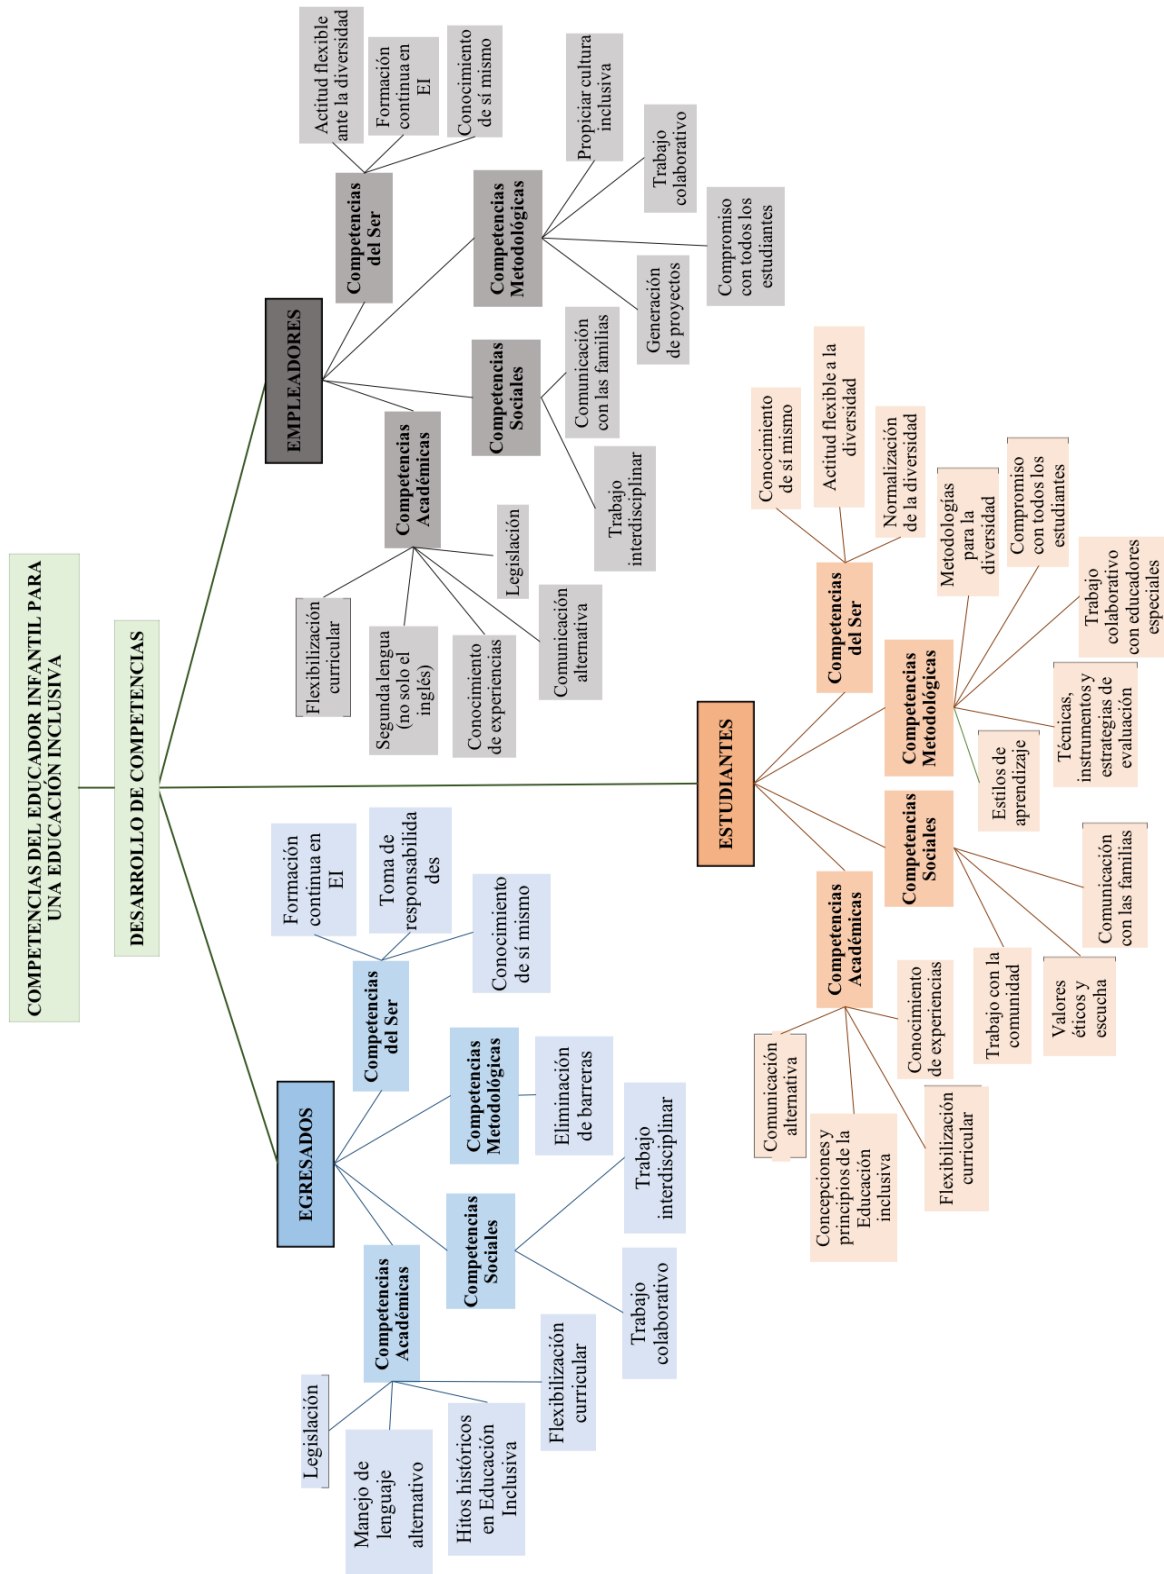 COMPETENCIAS DEL EDUCADOR INFANTIL PARA
UNA EDUCACIÓN INCLUSIVA
DESARROLLO DE COMPETENCIAS
EGRESADOS
Competencias
Académicas
Legislación
Manejo de
lenguaje
alternativo
Hitos históricos
en Educación
Inclusiva
Flexibilización
curricular
Competencias
Sociales
Trabajo
colaborativo
Trabajo
interdisciplinar
Competencias
Metodológicas
Eliminación
de barreras
Competencias
del Ser
Formación
continua en
EI
Toma de
responsabilida
des
Conocimiento
de sí mismo
ESTUDIANTES
Competencias
Académicas
Comunicación
alternativa
Concepciones y
principios de la
Educación
inclusiva
Flexibilización
curricular
Conocimiento
de experiencias
Competencias
Sociales
Trabajo con la
comunidad
Valores
éticos y
escucha
Comunicación
con las familias
Competencias
Metodológicas
Estilos de
aprendizaje
Técnicas,
instrumentos y
estrategias de
evaluación
Trabajo
colaborativo
con educadores
especiales
Compromiso
con todos los
estudiantes
Metodologías
para la
diversidad
Competencias
del Ser
Conocimiento
de sí mismo
Actitud flexible a la
diversidad
Normalización
de la diversidad
EMPLEADORES
Competencias
Académicas
Flexibilización
curricular
Segunda lengua
(no solo el
inglés)
Conocimiento
de experiencias
Comunicación
alternativa
Legislación
Competencias
Sociales
Trabajo
interdisciplinar
Comunicación
con las familias
Competencias
Metodológicas
Generación
de proyectos
Compromiso
con todos los
estudiantes
Trabajo
colaborativo
Propiciar cultura
inclusiva
Competencias
del Ser
Actitud flexible
ante la diversidad
Formación
continua en
EI
Conocimiento
de sí mismo